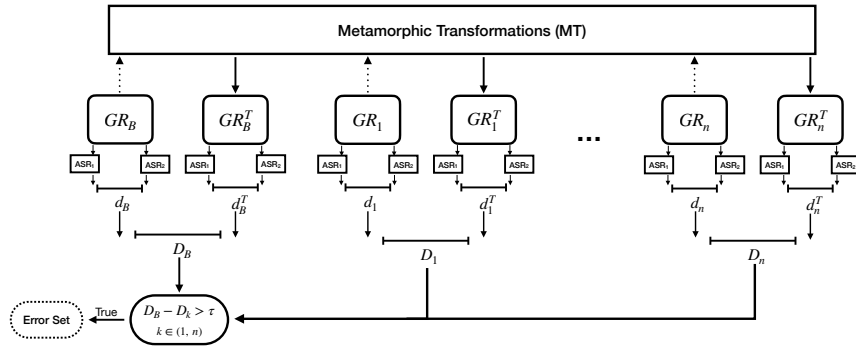 Metamorphic Transformations (MT)
GR_B GR_B^T GR_1 GR_1^T ... GR_n GR_n^T
ASR₁ ASR₂ ASR₁ ASR₂ ASR₁ ASR₂ ASR₁ ASR₂ ASR₁ ASR₂ ASR₁ ASR₂
d_B d_B^T d_1 d_1^T d_n d_n^T
D_B D_1 D_n
Error Set True D_B − D_k > τ
k ∈ (1, n)